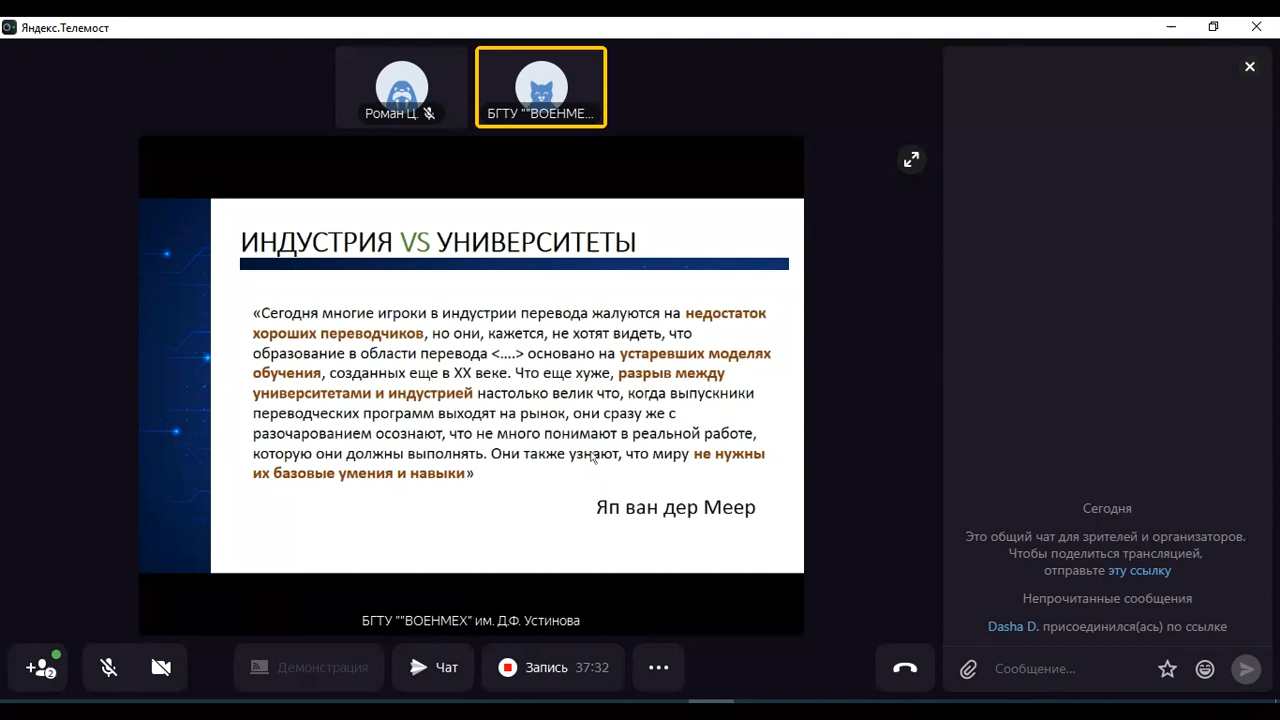 Яндекс.Телемост
Роман Ц.
БГТУ ""ВОЕНМЕ...
ИНДУСТРИЯ VS УНИВЕРСИТЕТЫ
«Сегодня многие игроки в индустрии перевода жалуются на недостаток
хороших переводчиков, но они, кажется, не хотят видеть, что
образование в области перевода <....> основано на устаревших моделях
обучения, созданных еще в XX веке. Что еще хуже, разрыв между
университетами и индустрией настолько велик что, когда выпускники
переводческих программ выходят на рынок, они сразу же с
разочарованием осознают, что не много понимают в реальной работе,
которую они должны выполнять. Они также узнают, что миру не нужны
их базовые умения и навыки»
Яп ван дер Меер
БГТУ ""ВОЕНМЕХ" им. Д.Ф. Устинова
Сегодня
Это общий чат для зрителей и организаторов.
Чтобы поделиться трансляцией,
отправьте эту ссылку
Непрочитанные сообщения
Dasha D. присоединился(ась) по ссылке
2
Демонстрация
Чат
Запись 37:32
Сообщение...